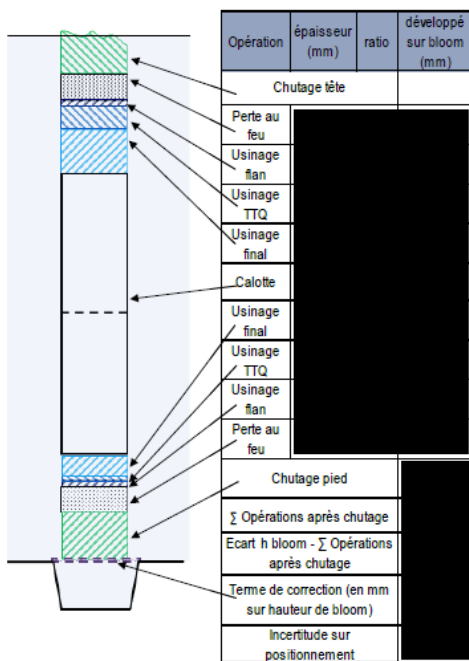 Opération
épaisseur
(mm)
ratio
développé
sur bloom
(mm)
Chutage tête
Perte au
feu
Usinage
flan
Usinage
TTQ
Usinage
final
Calotte
Usinage
final
Usinage
TTQ
Usinage
flan
Perte au
feu
Chutage pied
∑ Opérations après chutage
Ecart h bloom - ∑ Opérations
après chutage
Terme de correction (en mm
sur hauteur de bloom)
Incertitude sur
positionnement